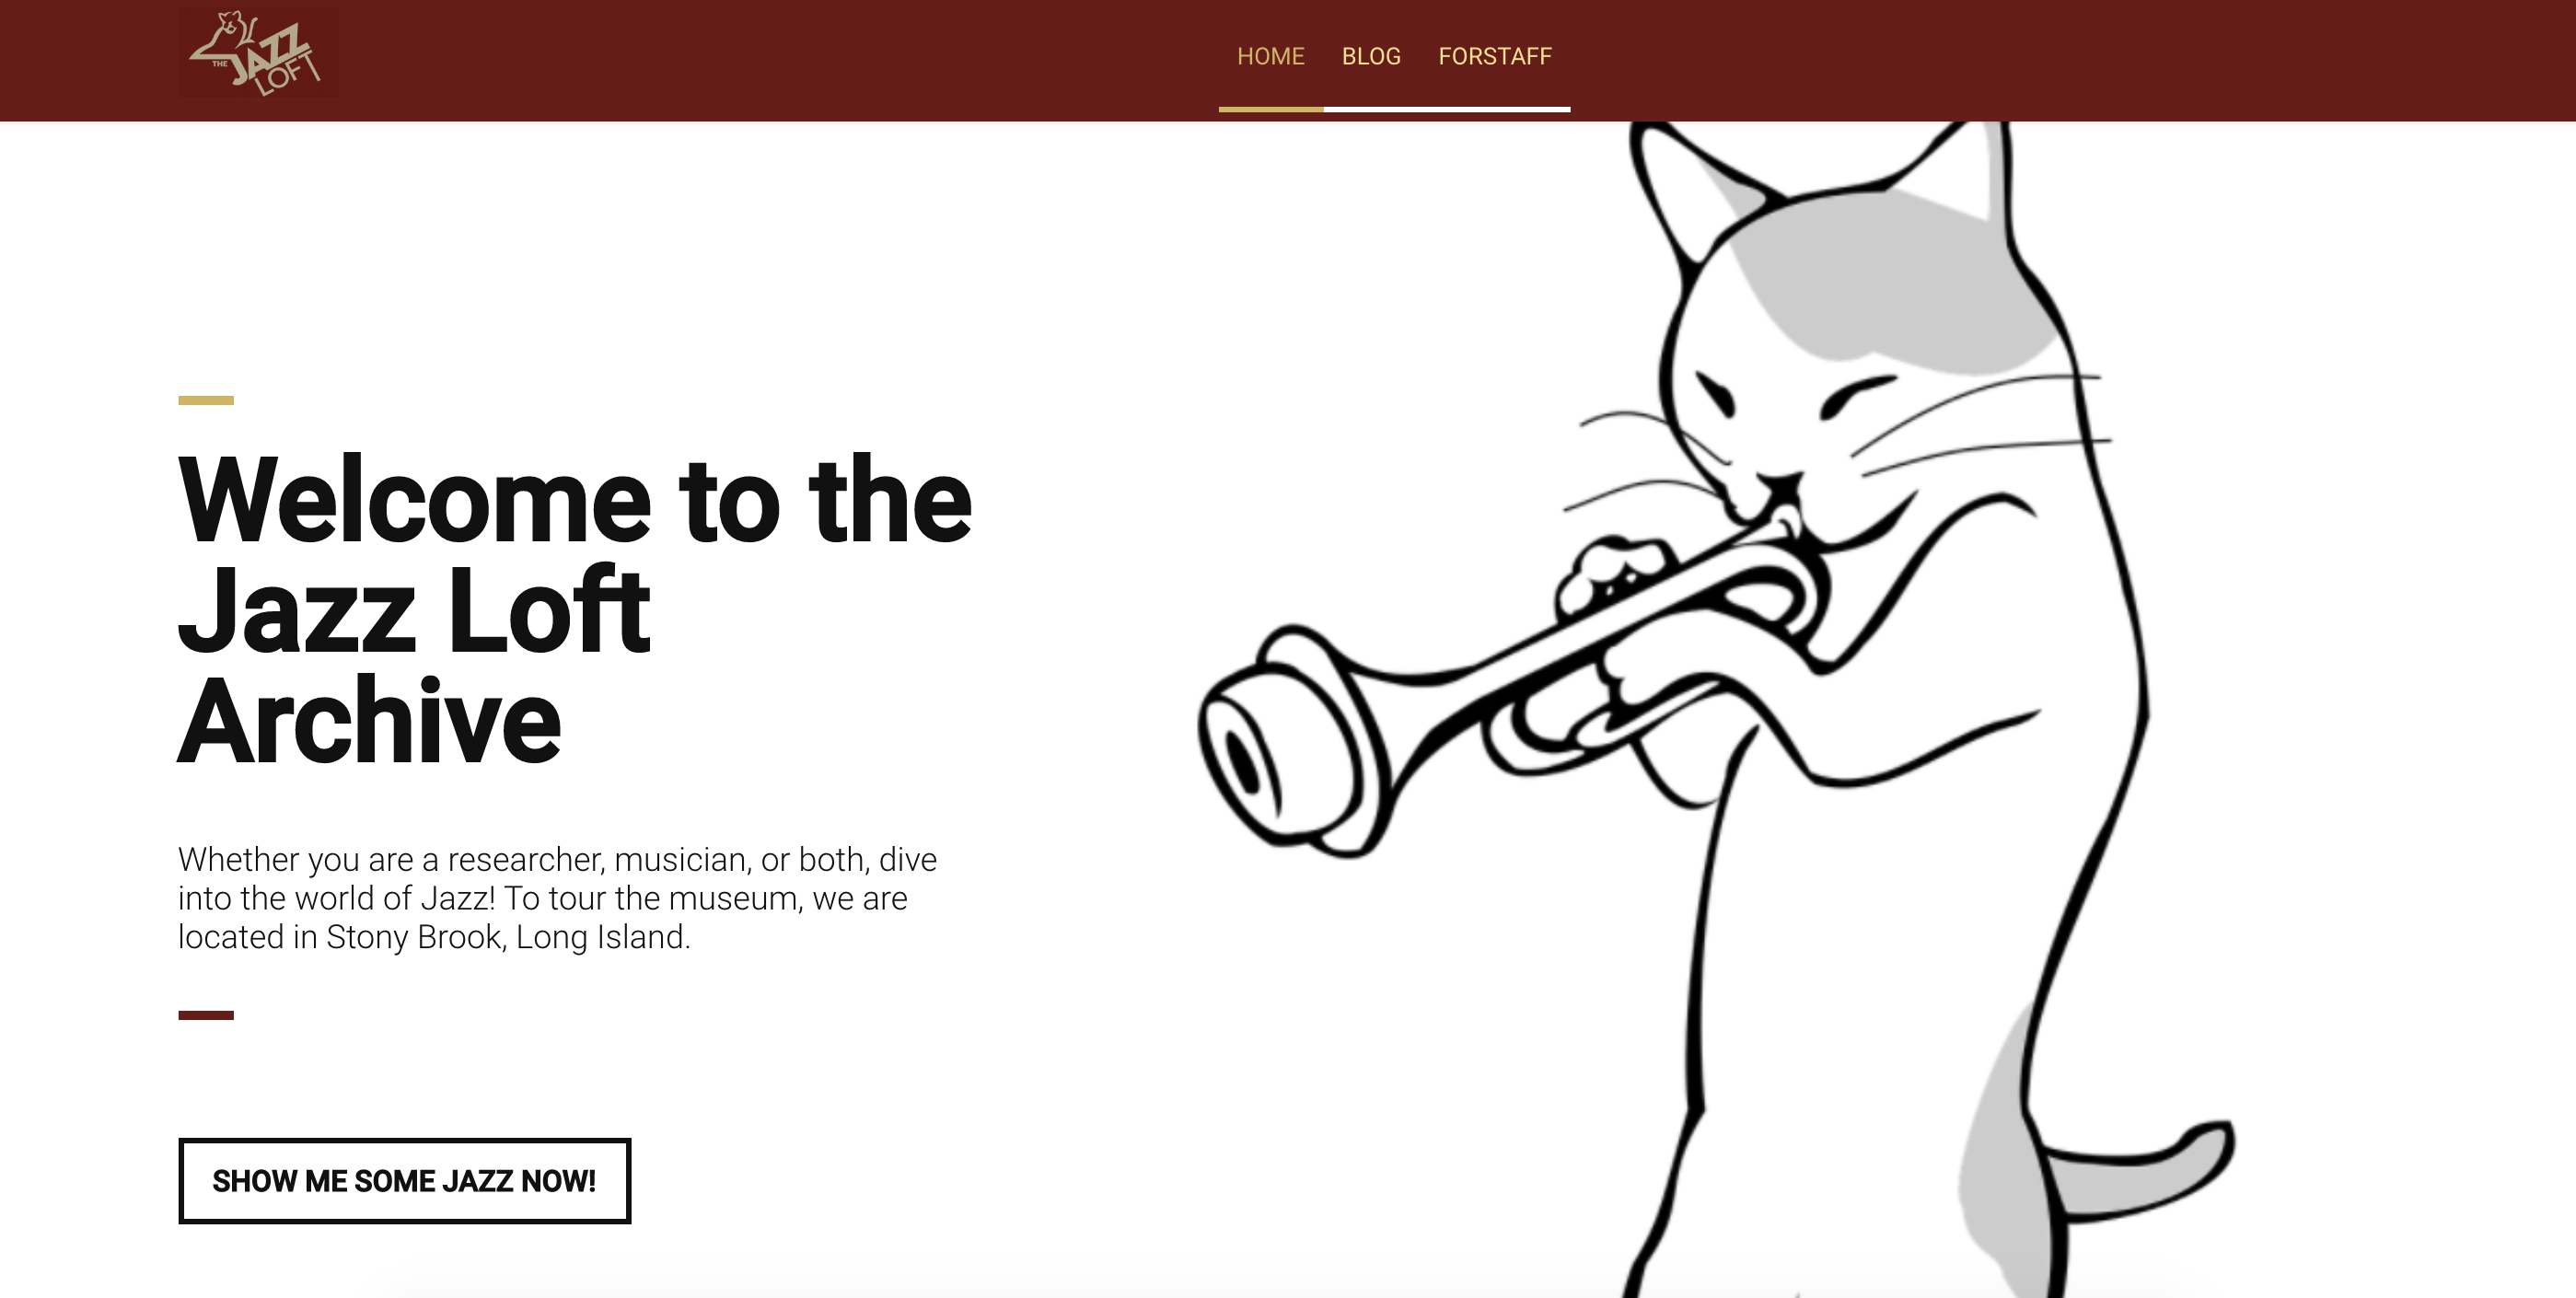 THE JAZZ
LOFT
HOME BLOG FORSTAFF
Welcome to the
Jazz Loft
Archive
Whether you are a researcher, musician, or both, dive
into the world of Jazz! To tour the museum, we are
located in Stony Brook, Long Island.
SHOW ME SOME JAZZ NOW!